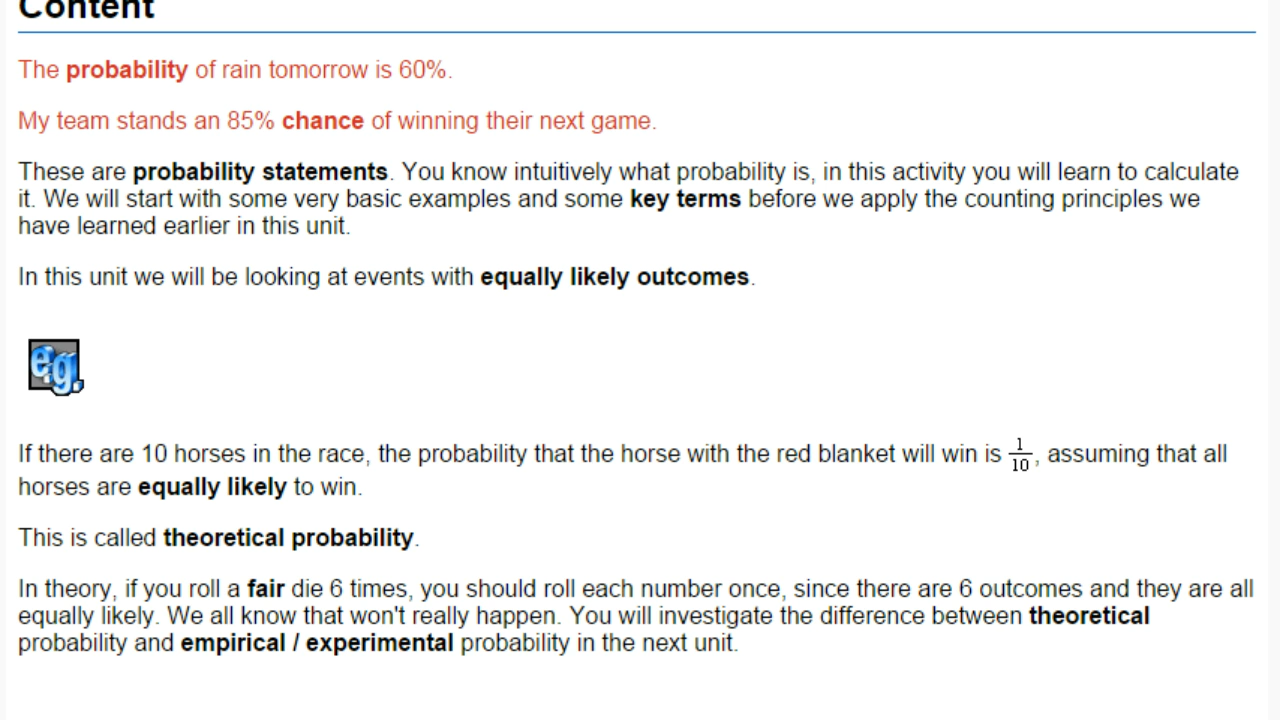 Content
The probability of rain tomorrow is 60%.
My team stands an 85% chance of winning their next game.
These are probability statements. You know intuitively what probability is, in this activity you will learn to calculate
it. We will start with some very basic examples and some key terms before we apply the counting principles we
have learned earlier in this unit.
In this unit we will be looking at events with equally likely outcomes.
e.g.
If there are 10 horses in the race, the probability that the horse with the red blanket will win is 1/10, assuming that all
horses are equally likely to win.
This is called theoretical probability.
In theory, if you roll a fair die 6 times, you should roll each number once, since there are 6 outcomes and they are all
equally likely. We all know that won't really happen. You will investigate the difference between theoretical
probability and empirical / experimental probability in the next unit.